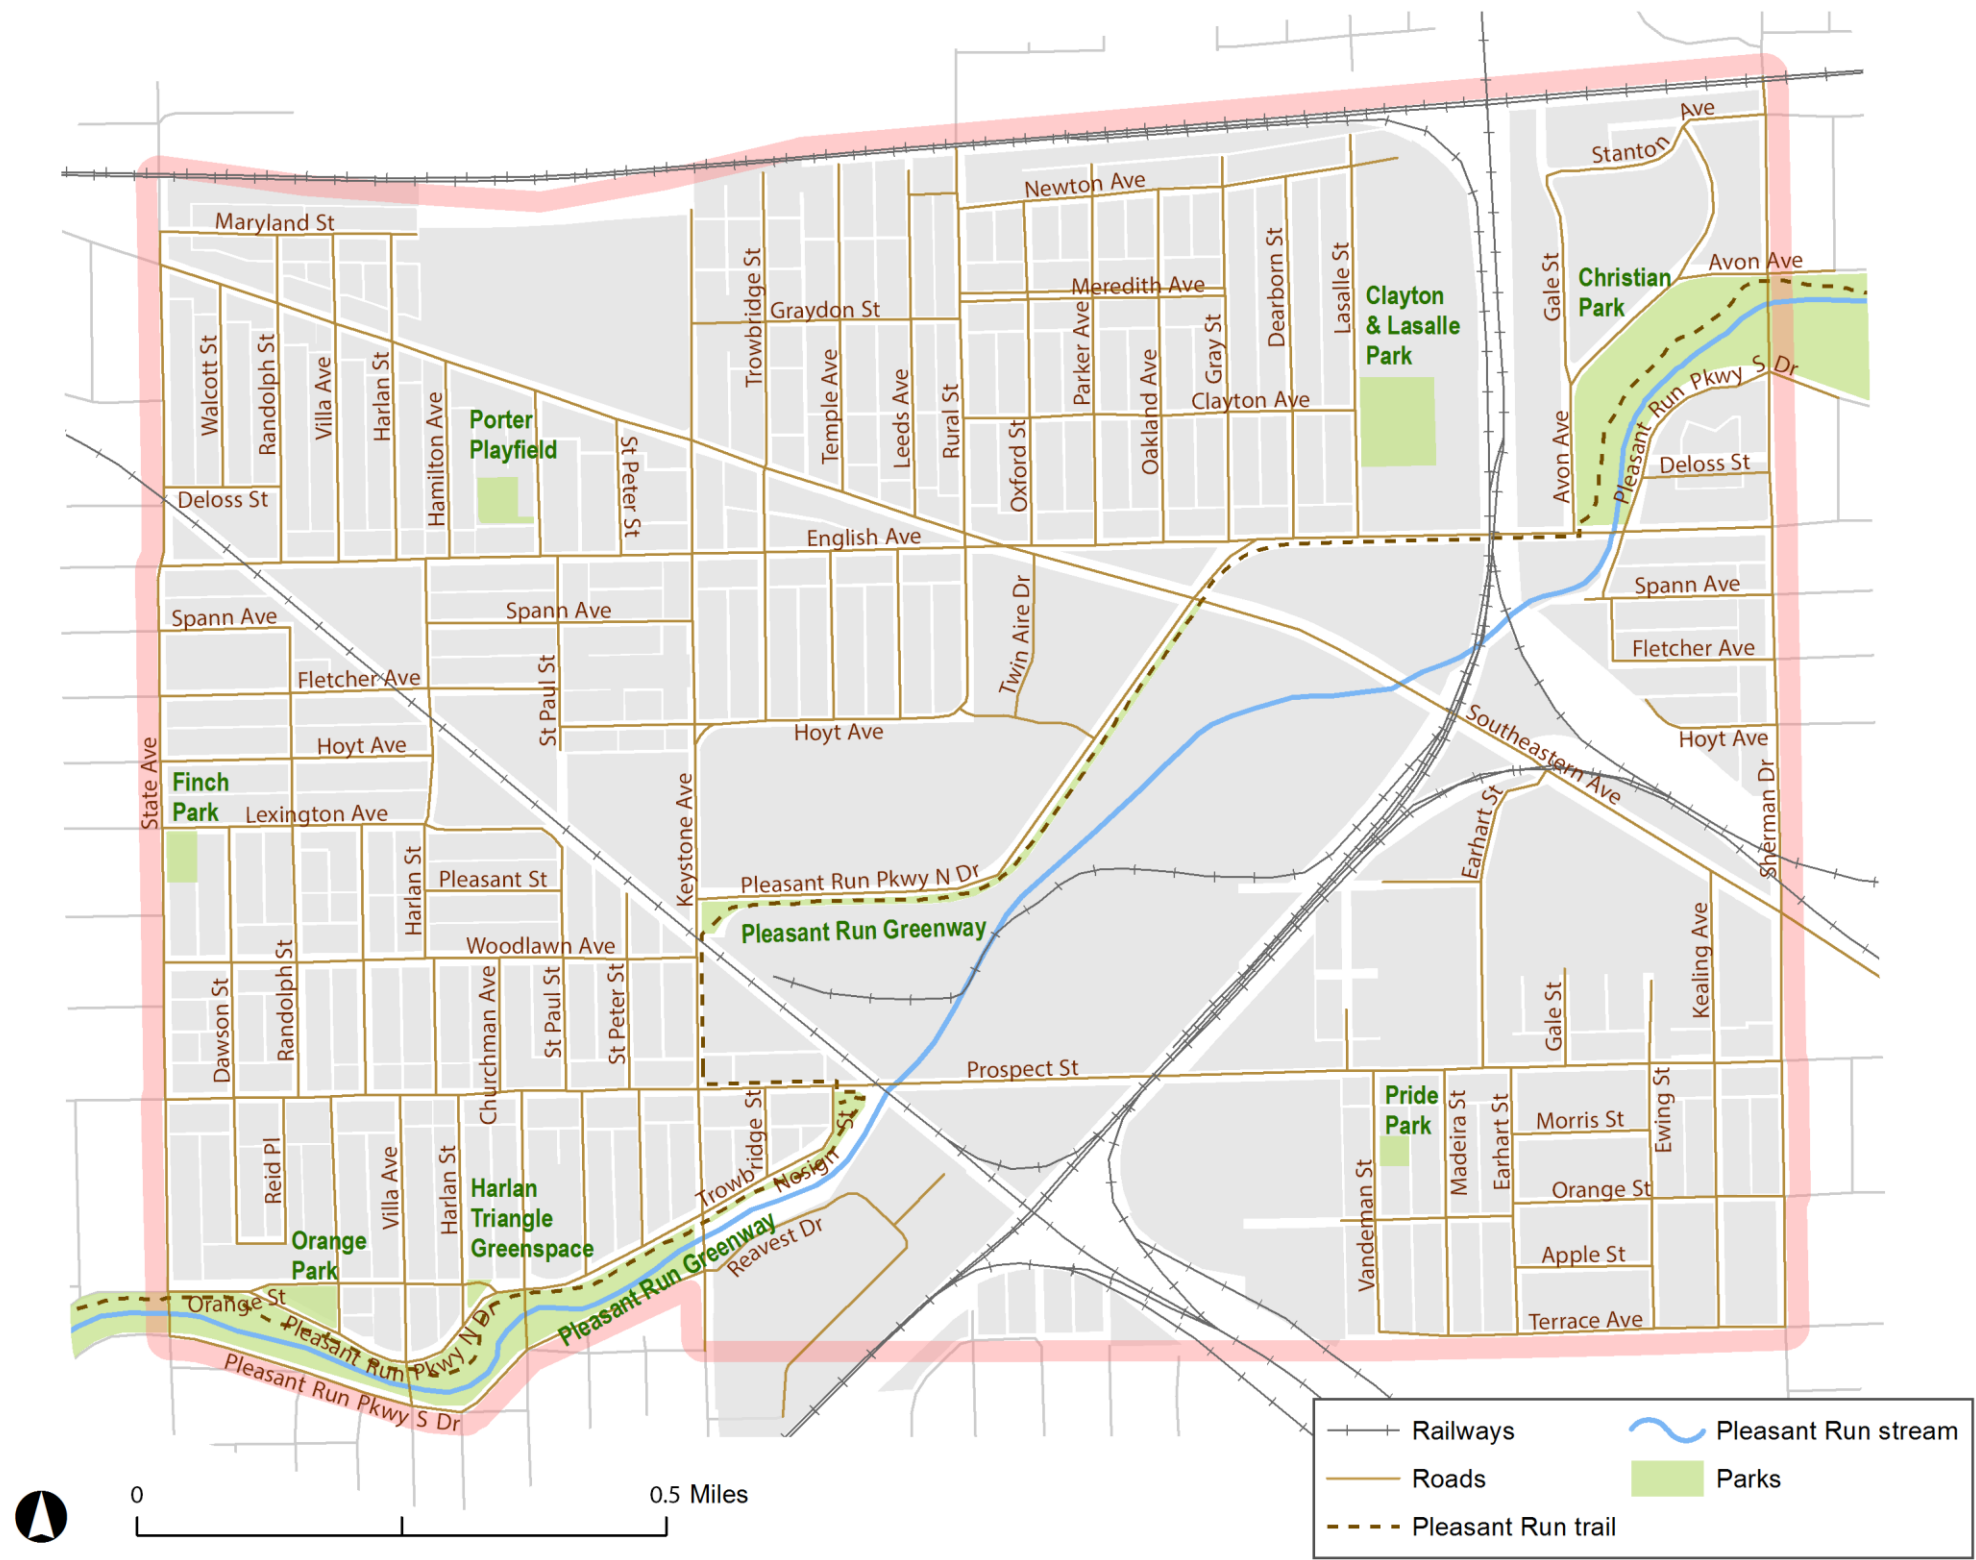 Ave
Stanton
Maryland St
Newton Ave
Avon Ave
Gale St
Christian
Park
Trowbridge St
Dearborn St
Lasalle St
Meredith Ave
Graydon St
Clayton
& Lasalle
Park
Walcott St
Randolph St
Villa Ave
Harlan St
Hamilton Ave
Temple Ave
Leeds Ave
Rural St
Parker Ave
Oakland Ave
Gray St
Clayton Ave
Oxford St
Avon Ave
Pleasant Run Pkwy S Dr
Porter
Playfield
St Peter St
Deloss St
Deloss St
English Ave
Spann Ave
Spann Ave
Spann Ave
Twin Aire Dr
Fletcher Ave
Fletcher Ave
St Paul St
Hoyt Ave
Hoyt Ave
Hoyt Ave
Southeastern Ave
State Ave
Finch
Park
Lexington Ave
Keystone Ave
Earhart St
Sherman Dr
Harlan St
Pleasant St
Pleasant Run Pkwy N Dr
Pleasant Run Greenway
Woodlawn Ave
Kealing Ave
Dawson St
Randolph St
Churchman Ave
St Paul St
St Peter St
Gale St
Prospect St
Pride
Park
Trowbridge St
Nosign St
Madeira St
Earhart St
Morris St
Ewing St
Reid Pl
Villa Ave
Harlan St
Harlan
Triangle
Greenspace
Trowbridge
Vandeman St
Orange St
Orange
Park
Reavest Dr
Apple St
Pleasant Run Greenway
Orange St
Pleasant Run Pkwy N Dr
Terrace Ave
Pleasant Run Pkwy S Dr
Railways
Pleasant Run stream
Roads
Parks
Pleasant Run trail
0
0.5 Miles